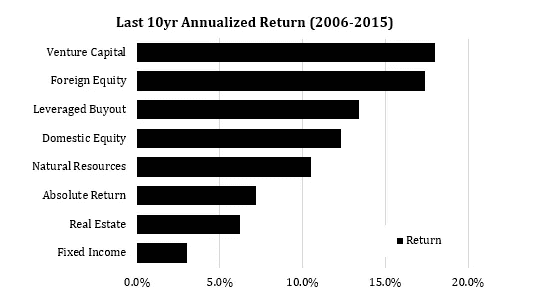 Last 10yr Annualized Return (2006-2015)
Venture Capital
Foreign Equity
Leveraged Buyout
Domestic Equity
Natural Resources
Absolute Return
Real Estate
Fixed Income
Return
0.0% 5.0% 10.0% 15.0% 20.0%